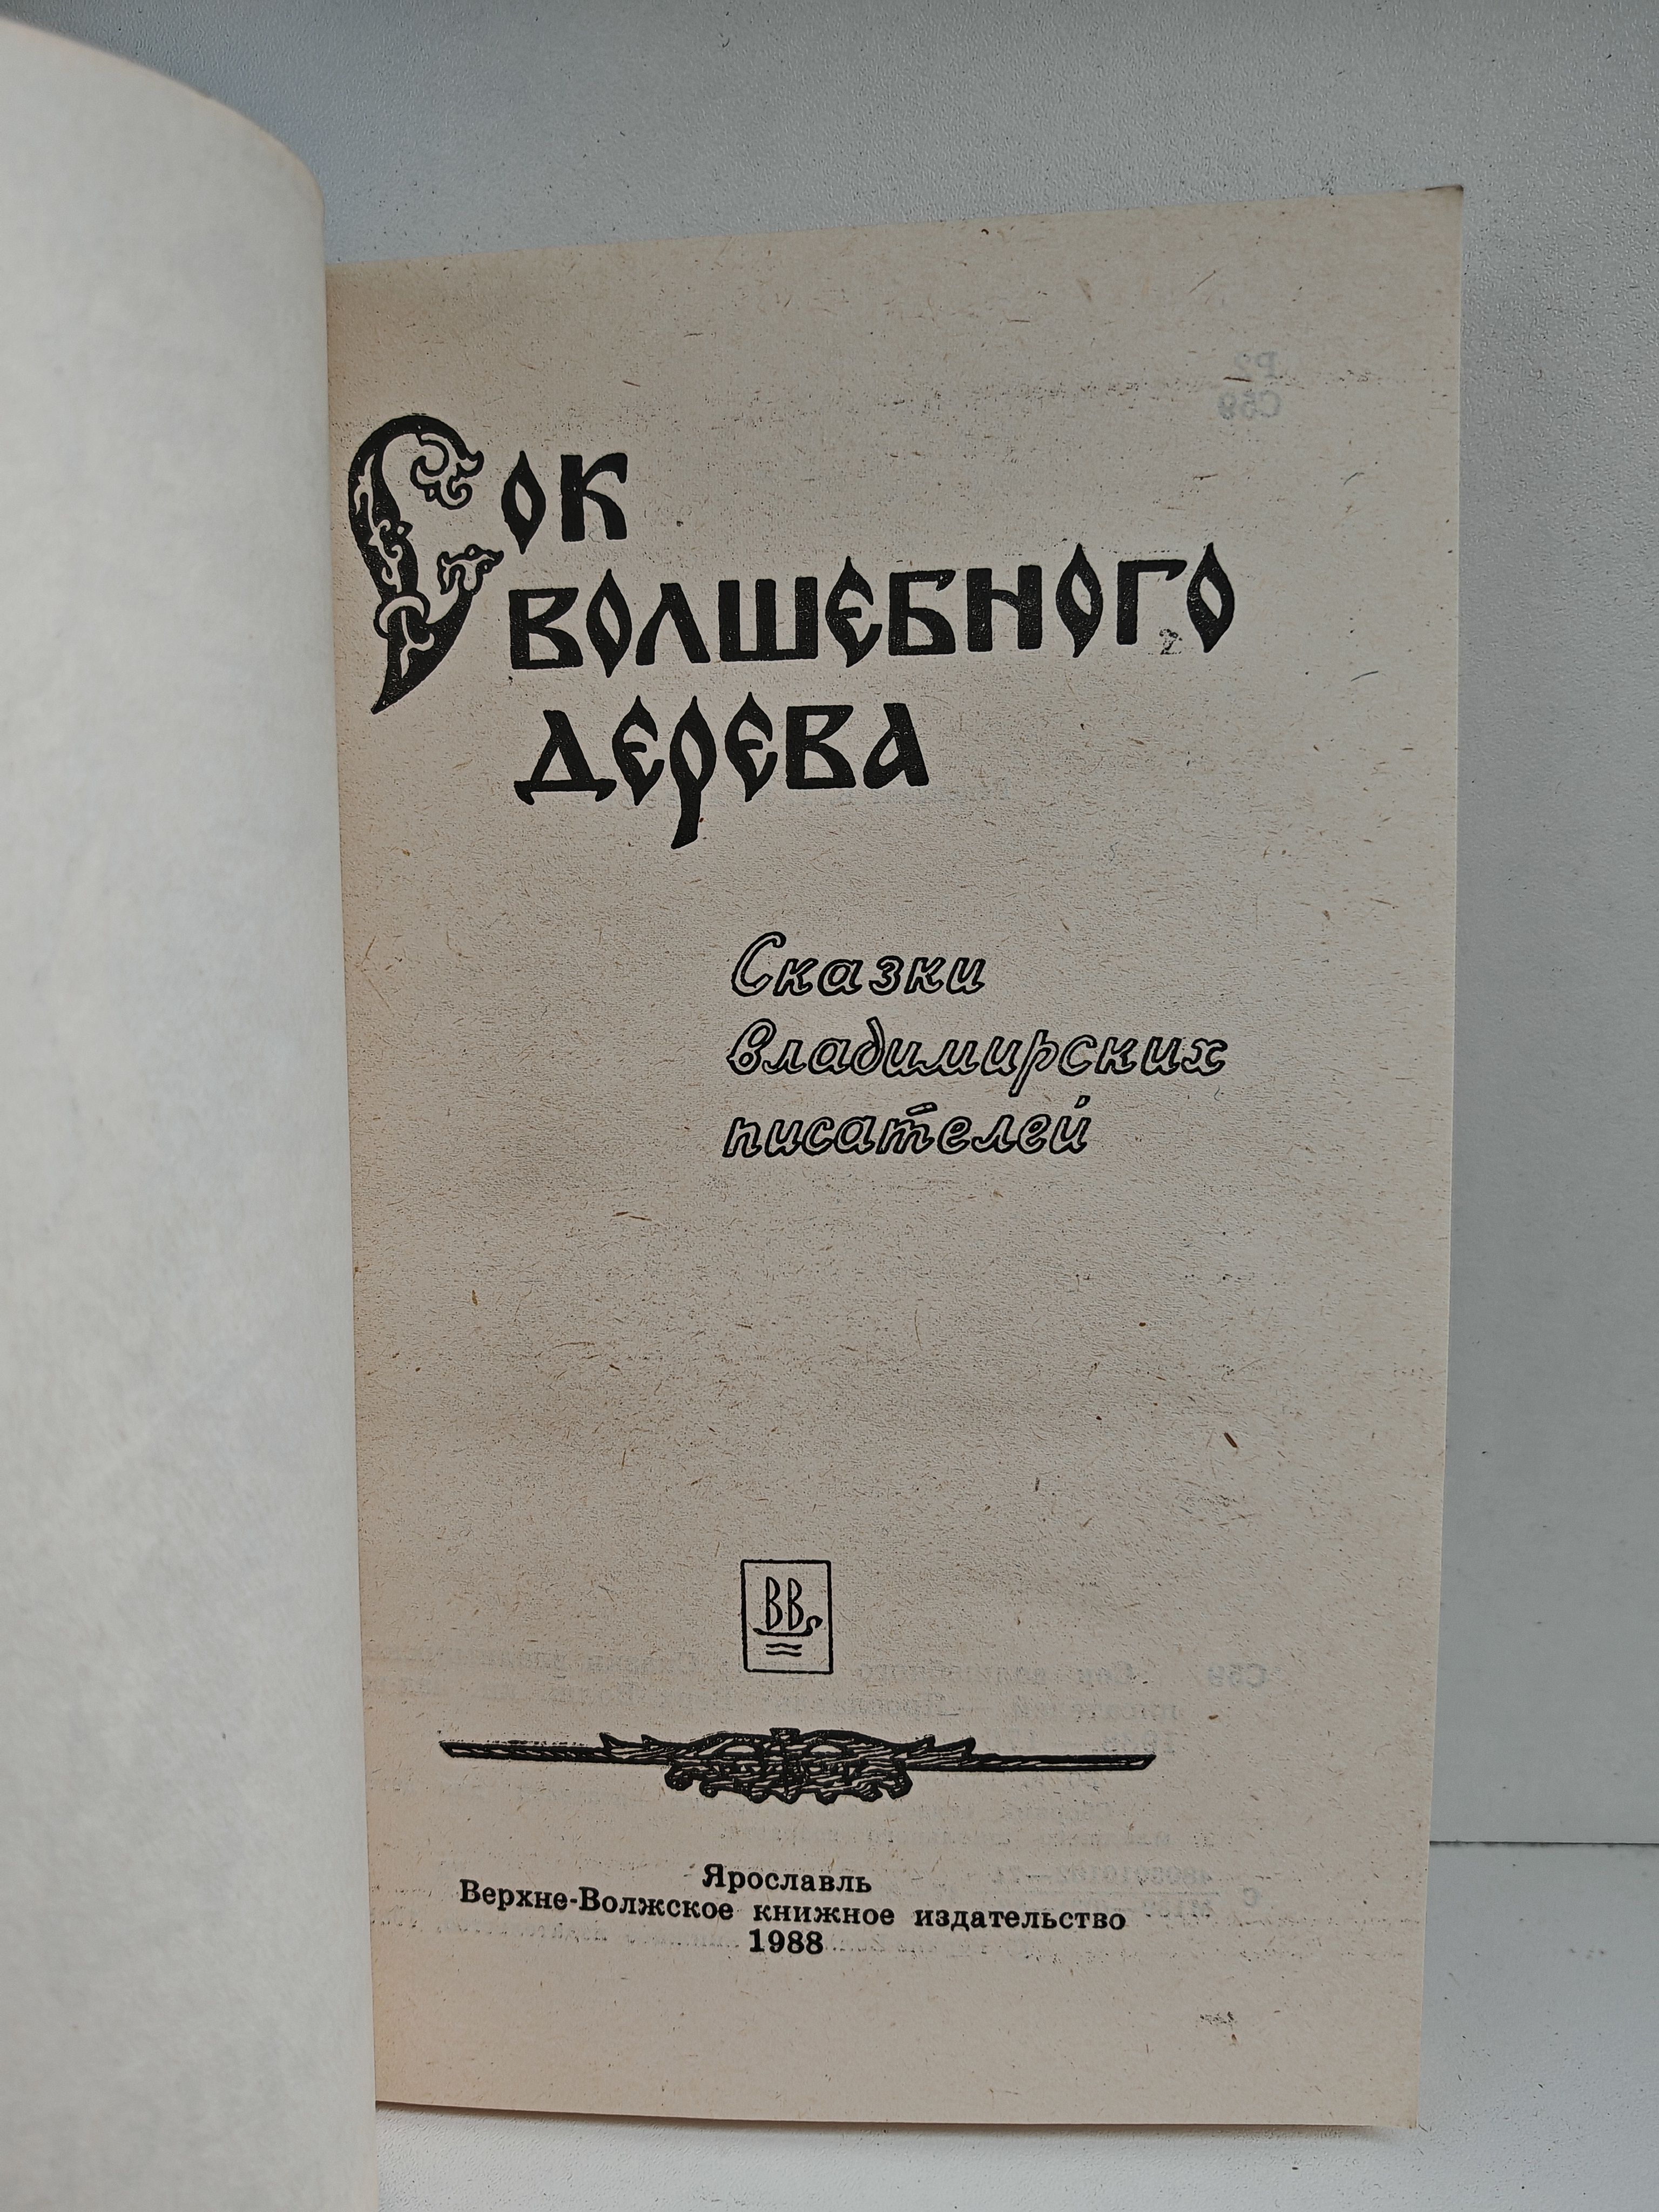 Сок
волшебного
дерева
Сказки
владимирских
писателей
ВВ
Ярославль
Верхне-Волжское книжное издательство
1988